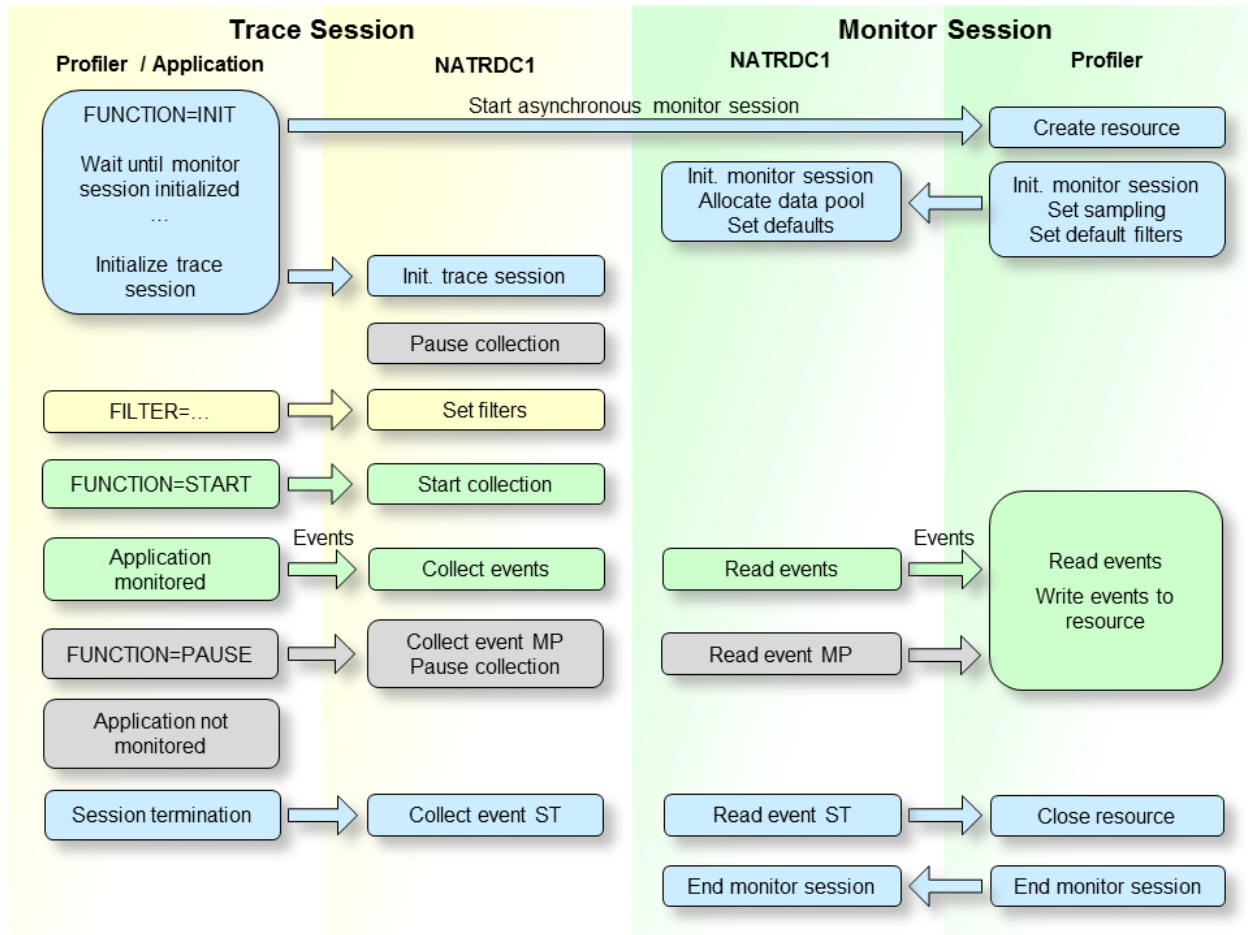 Trace Session
Monitor Session
Profiler / Application
NATRDC1
NATRDC1
Profiler
FUNCTION=INIT
Wait until monitor
session initialized
…
Initialize trace
session
Start asynchronous monitor session
Create resource
Init. monitor session
Allocate data pool
Set defaults
Init. monitor session
Set sampling
Set default filters
Init. trace session
Pause collection
FILTER=…
Set filters
FUNCTION=START
Start collection
Application
monitored
Events
Collect events
Read events
Events
Read events
Write events to
resource
FUNCTION=PAUSE
Collect event MP
Pause collection
Read event MP
Application not
monitored
Session termination
Collect event ST
Read event ST
Close resource
End monitor session
End monitor session